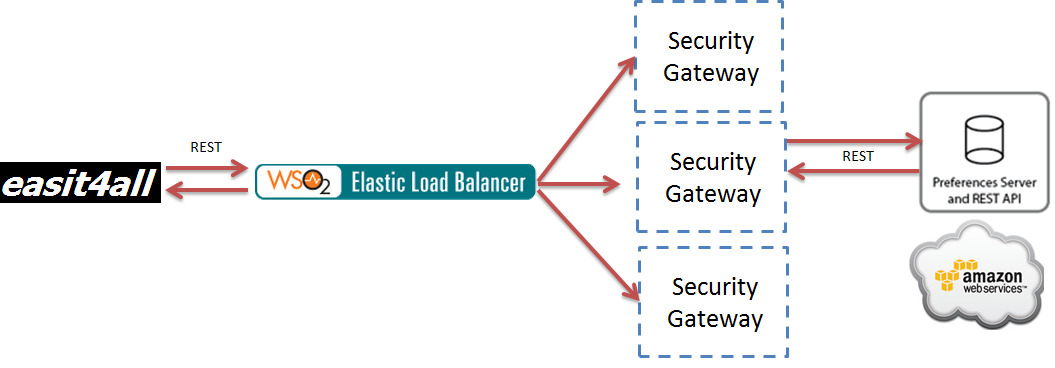 easit4all
REST
WSO2
Elastic Load Balancer
Security
Gateway
Security
Gateway
Security
Gateway
REST
Preferences Server
and REST API
amazon
webservices™